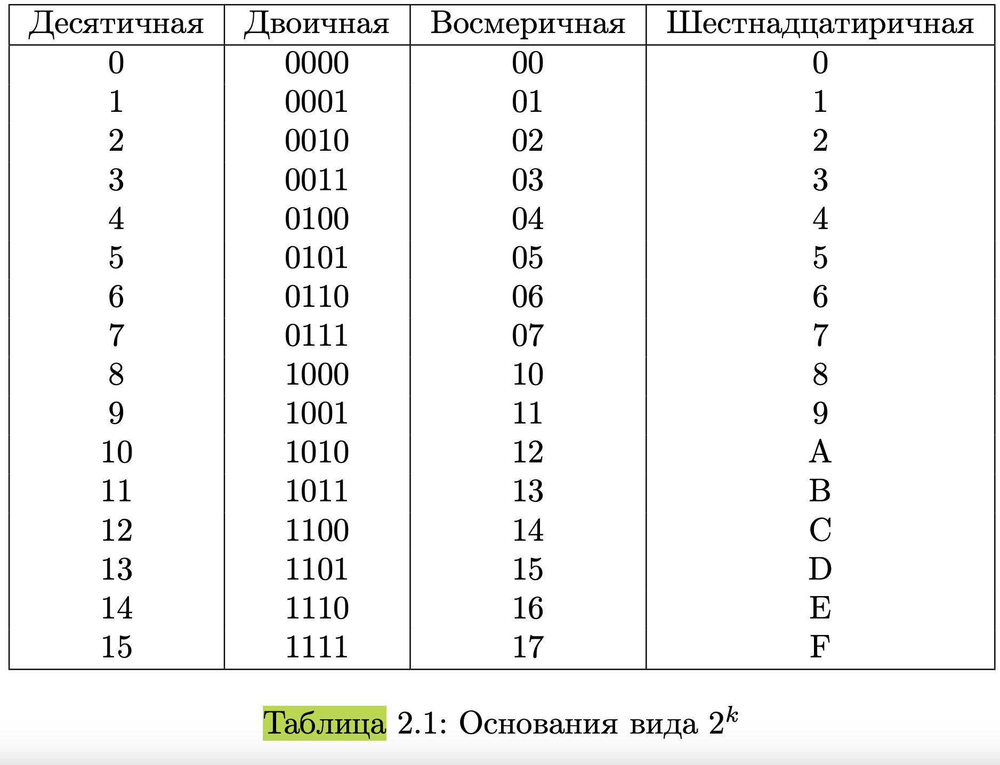 Десятичная Двоичная Восмеричная Шестнадцатиричная
0 0000 00 0
1 0001 01 1
2 0010 02 2
3 0011 03 3
4 0100 04 4
5 0101 05 5
6 0110 06 6
7 0111 07 7
8 1000 10 8
9 1001 11 9
10 1010 12 A
11 1011 13 B
12 1100 14 C
13 1101 15 D
14 1110 16 E
15 1111 17 F
Таблица 2.1: Основания вида 2^k